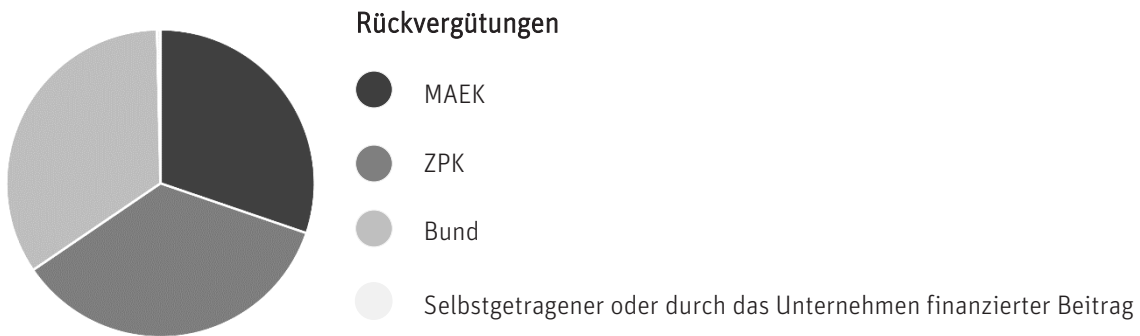 Rückvergütungen
MAEK
ZPK
Bund
Selbstgetragener oder durch das Unternehmen finanzierter Beitrag